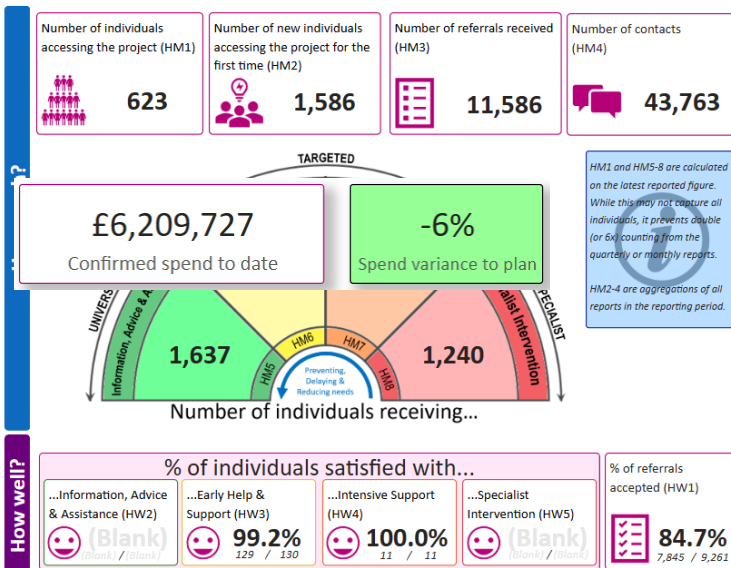 Number of individuals
accessing the project (HM1)
623
Number of new individuals
accessing the project for the
first time (HM2)
1,586
Number of referrals received
(HM3)
11,586
Number of contacts
(HM4)
43,763
TARGETED
£6,209,727
Confirmed spend to date
-6%
Spend variance to plan
HM1 and HM5-8 are calculated
on the latest reported figure.
While this may not capture all
individuals, it prevents double
(or 6x) counting from the
quarterly or monthly reports.
HM2-4 are aggregations of all
reports in the reporting period.
Information, Advice &
1,637
HM5
HM6
HM7
HM8
Preventing,
Delaying &
Reducing needs
1,240
Intervention
Number of individuals receiving...
How well?
% of individuals satisfied with...
...Information, Advice
& Assistance (HW2)
(Blank)
(Blank) / (Blank)
...Early Help &
Support (HW3)
99.2%
129 / 130
...Intensive Support
(HW4)
100.0%
11 / 11
...Specialist
Intervention (HW5)
(Blank)
(Blank) / (Blank)
% of referrals
accepted (HW1)
84.7%
7,845 / 9,261